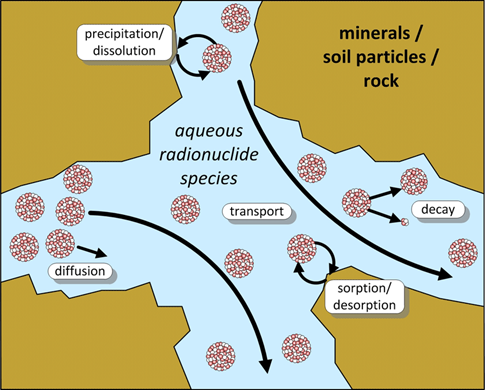 precipitation/
dissolution
minerals /
soil particles /
rock
aqueous
radionuclide
species
transport
decay
diffusion
sorption/
desorption